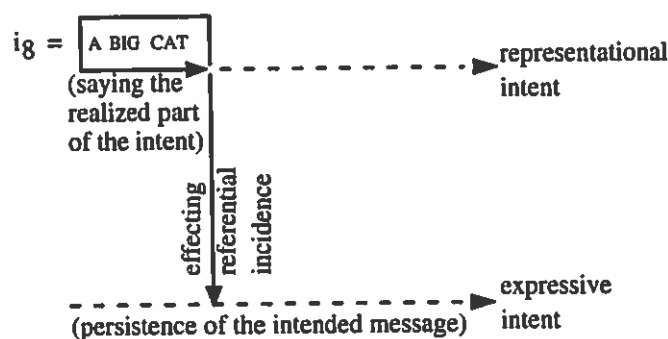 i8 = A BIG CAT
representational
intent
(saying the
realized part
of the intent)
effecting
referential
incidence
expressive
intent
(persistence of the intended message)